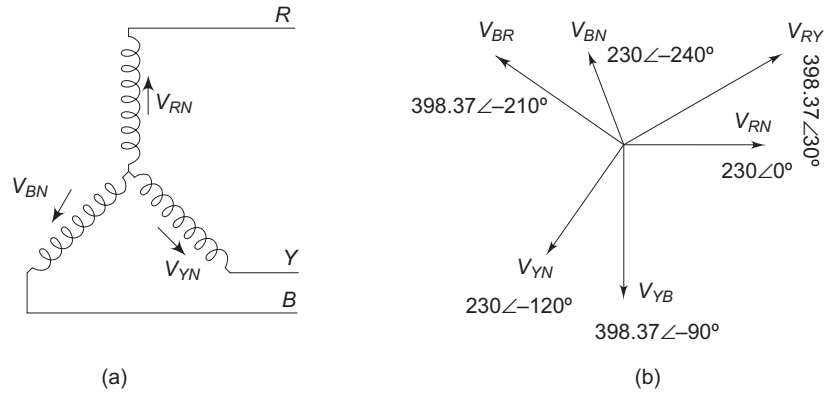 R
V_RN
V_BN
V_YN
Y
B
(a)
V_BR
V_BN
V_RY
230∠–240º
398.37∠30º
398.37∠–210º
V_RN
230∠0º
V_YN
V_YB
230∠–120º
398.37∠–90º
(b)